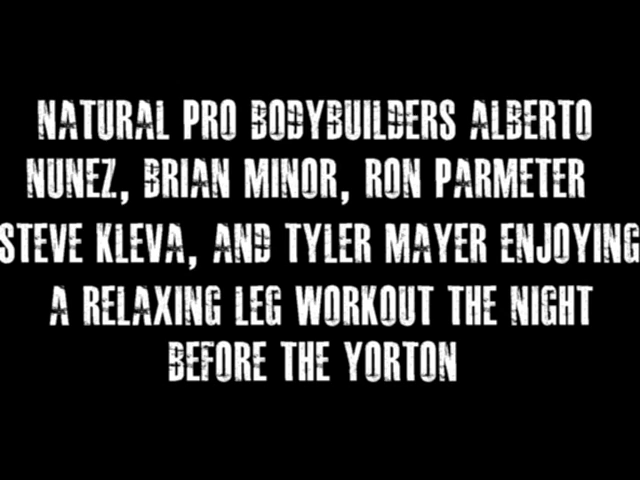 NATURAL PRO BODYBUILDERS ALBERTO
NUNEZ, BRIAN MINOR, RON PARMETER
STEVE KLEVA, AND TYLER MAYER ENJOYING
A RELAXING LEG WORKOUT THE NIGHT
BEFORE THE YORTON